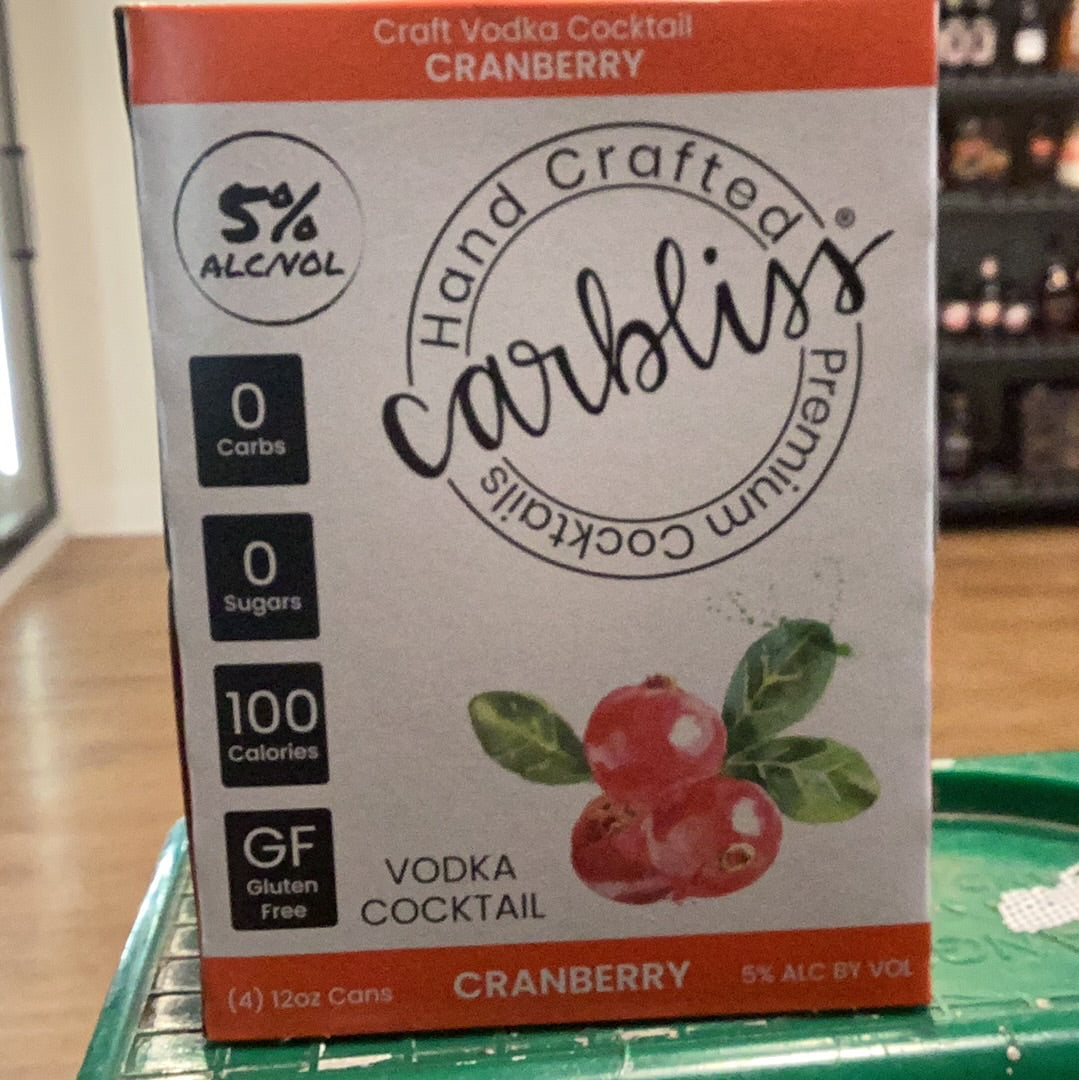 Craft Vodka Cocktail
CRANBERRY
5%
ALC/VOL
Hand Crafted
carbliss®
Premium Cocktails
0
Carbs
0
Sugars
100
Calories
GF
Gluten
Free
VODKA
COCKTAIL
(4) 12oz Cans
CRANBERRY
5% ALC BY VOL